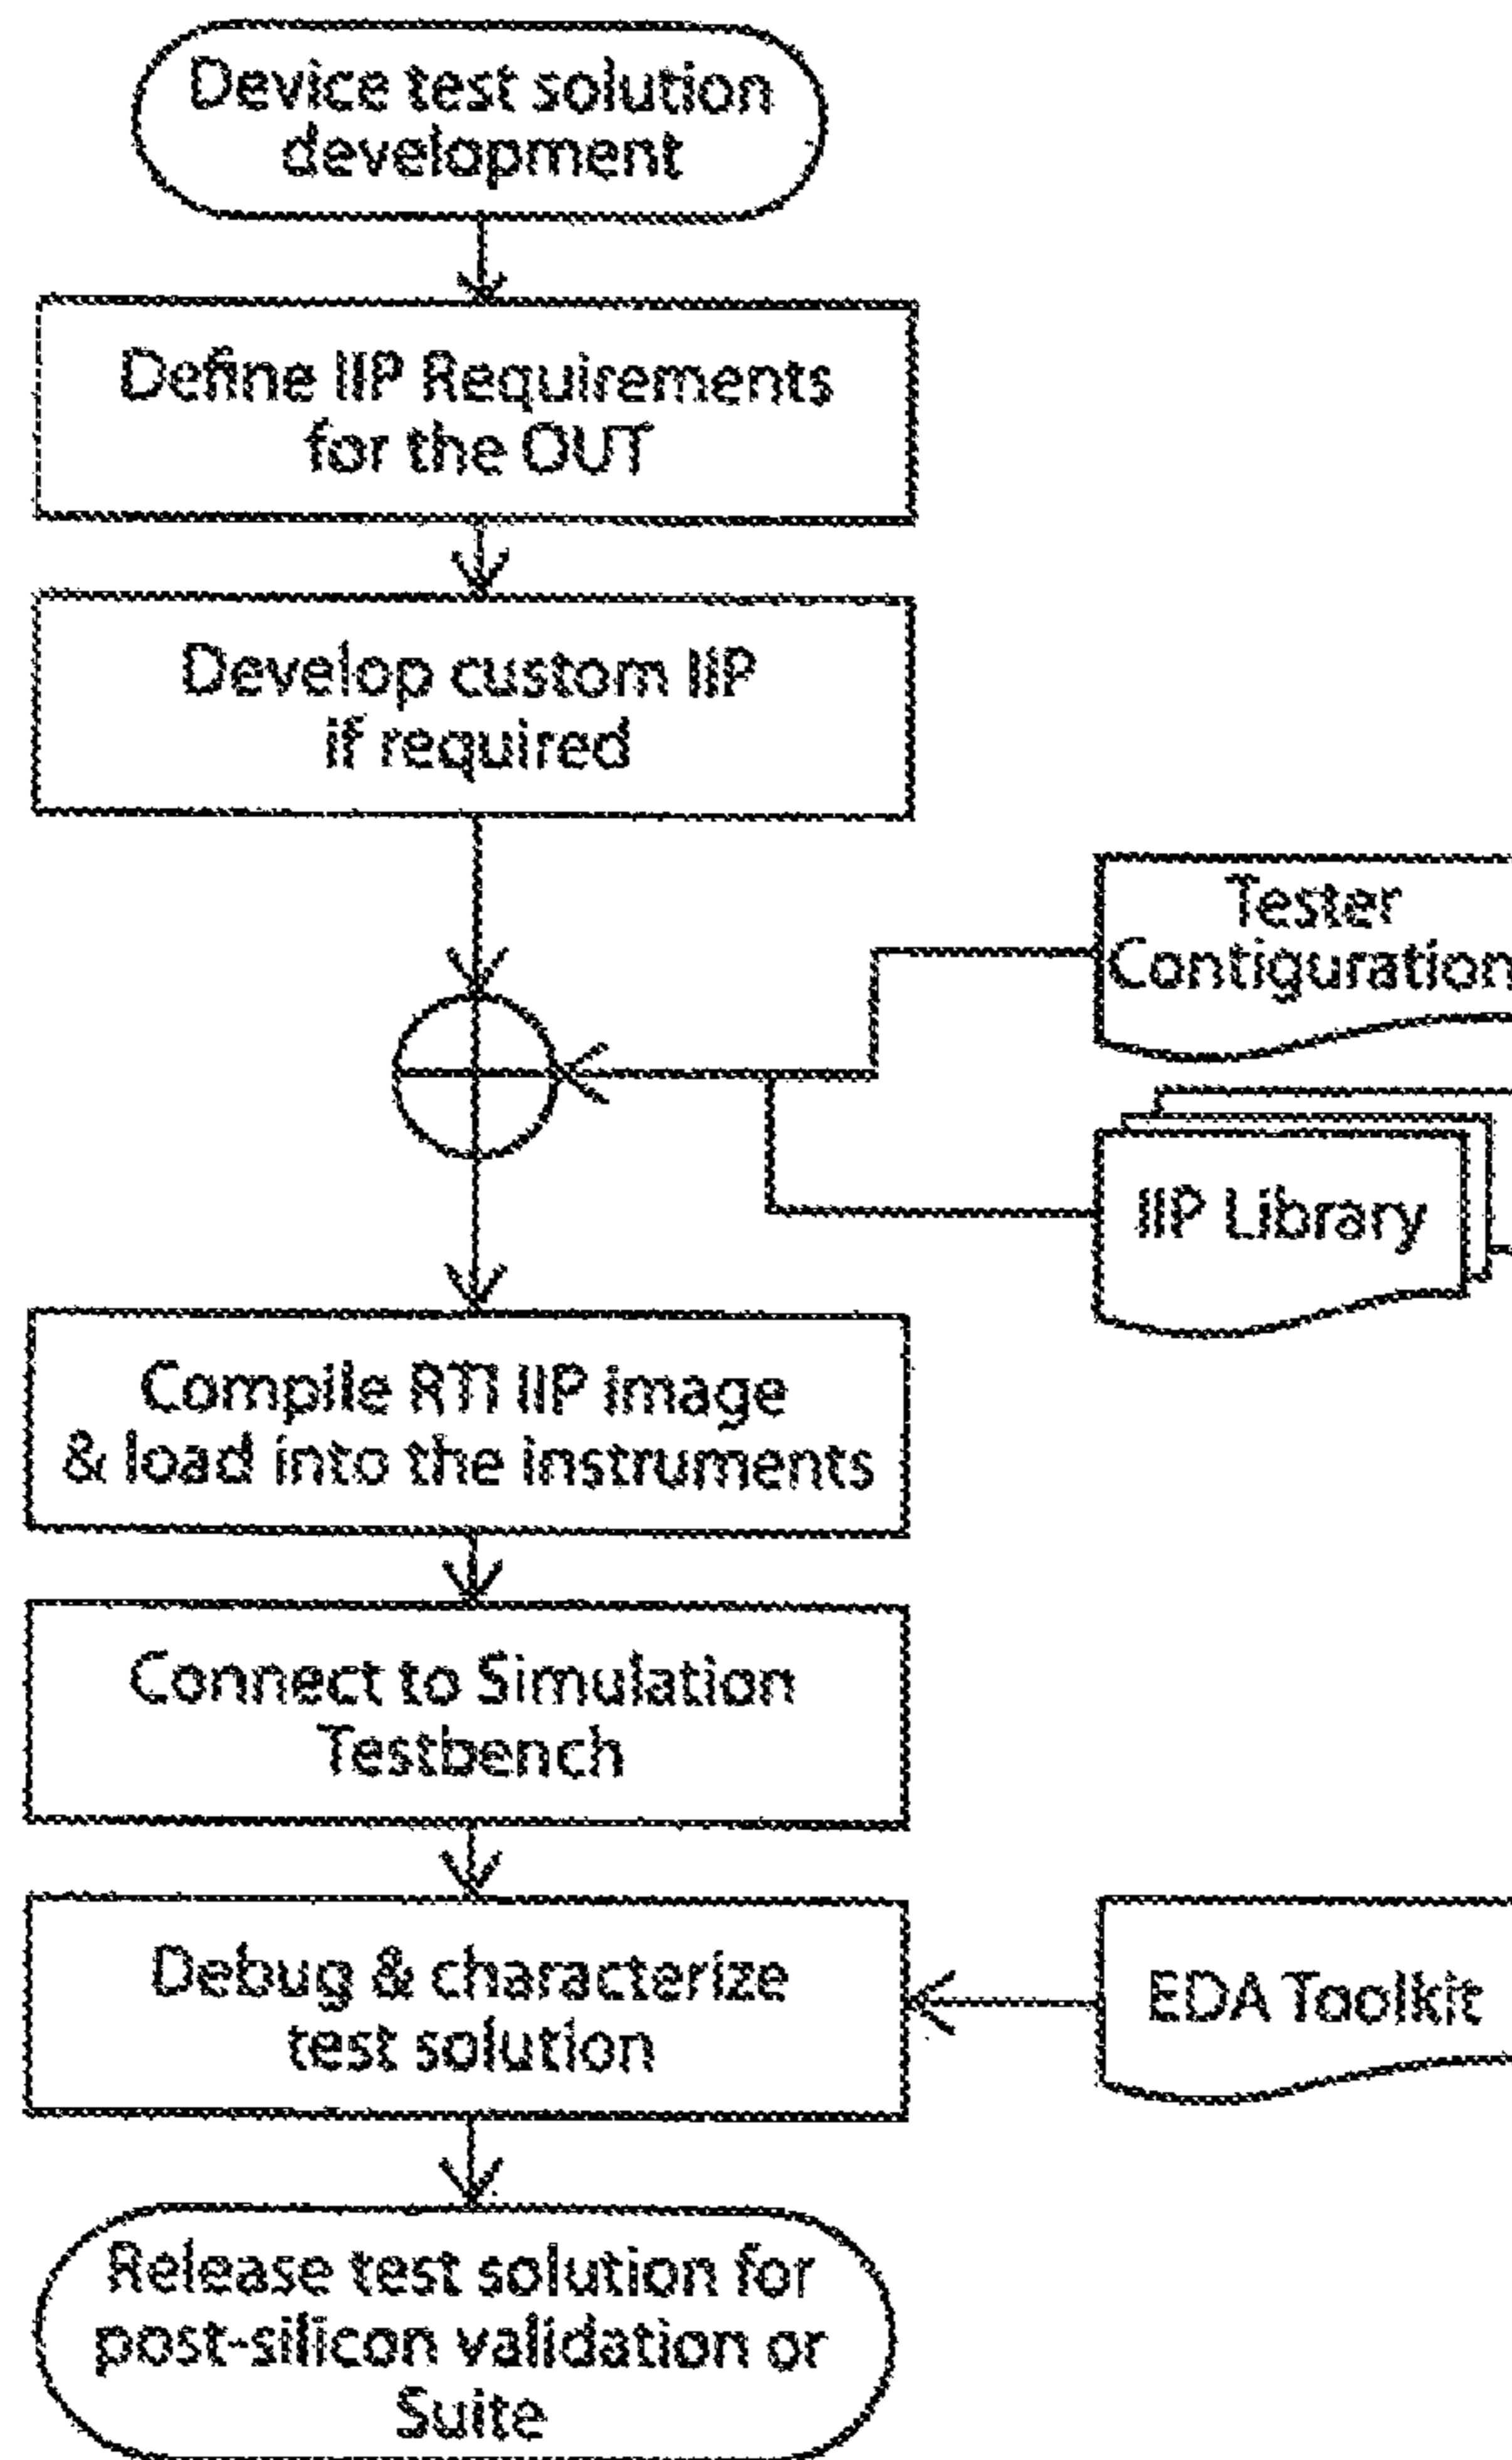 Device test solution
development
Define IIP Requirements
for the OUT
Develop custom IIP
if required
Tester
Contiguration
IIP Library
Compile RTI IIP image
& load into the instruments
Connect to Simulation
Testbench
Debug & characterize
test solution
EDA Toolkit
Release test solution for
post-silicon validation or
Suite